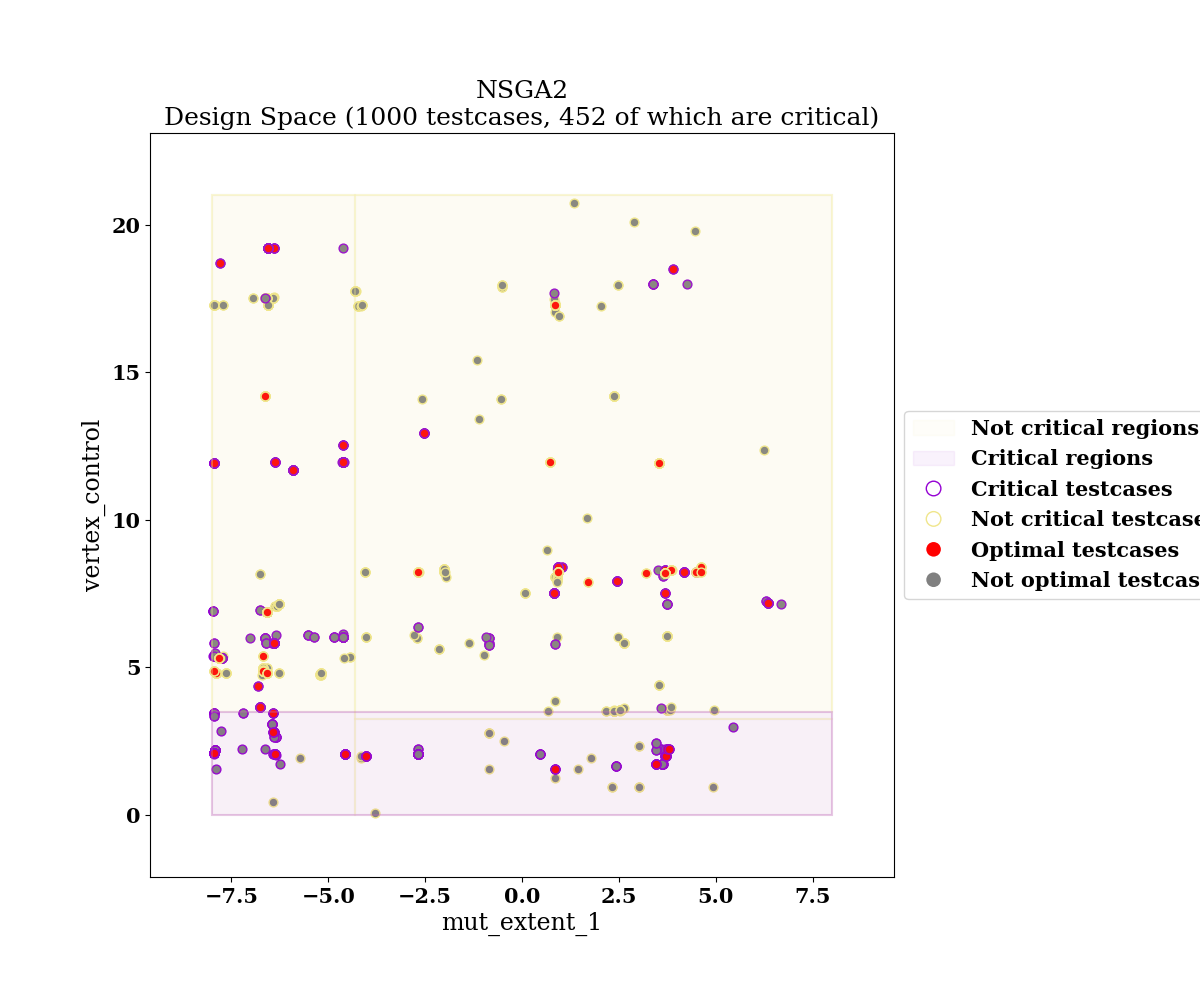 NSGA2
Design Space (1000 testcases, 452 of which are critical)
20
15
10
5
0
vertex_control
−7.5 −5.0 −2.5 0.0 2.5 5.0 7.5
mut_extent_1
Not critical regions
Critical regions
Critical testcases
Not critical testcase
Optimal testcases
Not optimal testcas